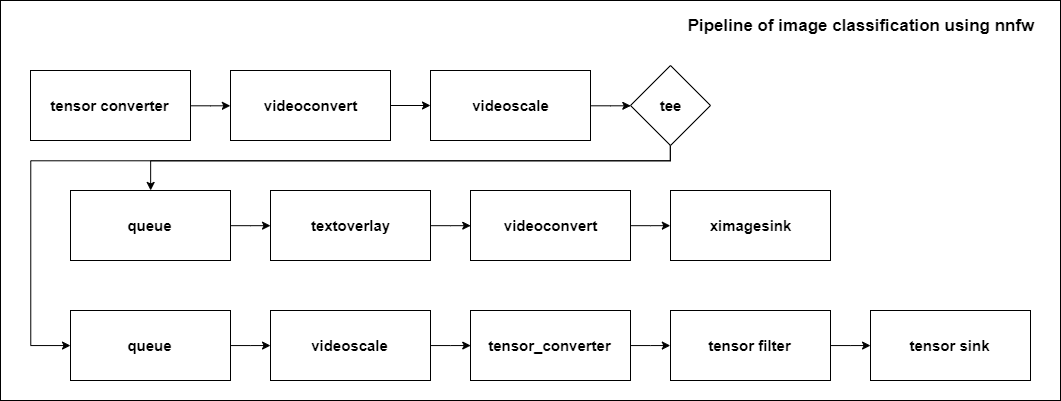 Pipeline of image classification using nnfw
tensor converter
videoconvert
videoscale
tee
queue
textoverlay
videoconvert
ximagesink
queue
videoscale
tensor_converter
tensor filter
tensor sink